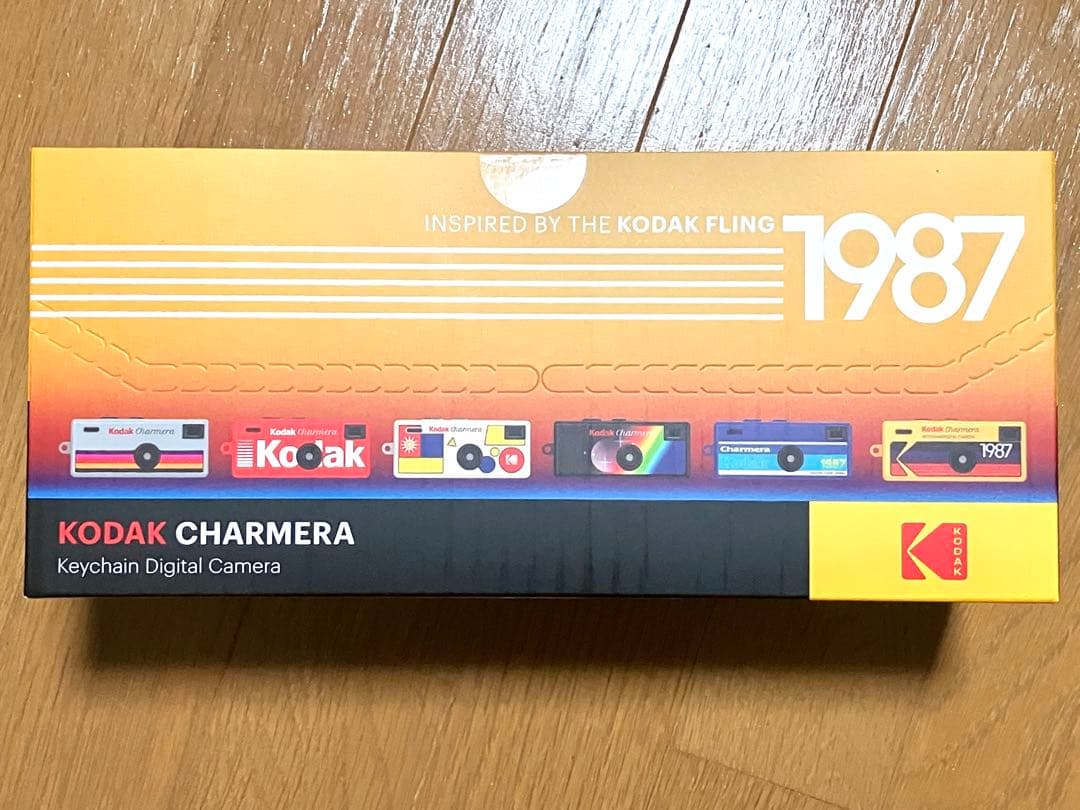 INSPIRED BY THE KODAK FLING
1987
Kodak Charmera
Kodak Charmera
Kodak
Kodak Charmera
Kodak Charmera
Charmera
1987
Kodak Charmera
1987
KODAK CHARMERA
Keychain Digital Camera
KODAK